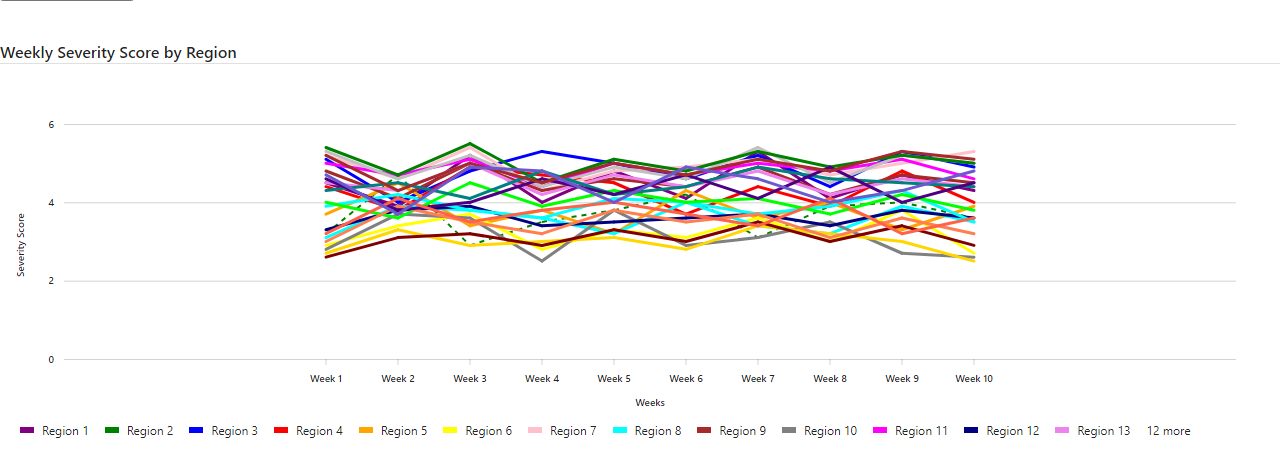 Weekly Severity Score by Region
6
4
2
0
Severity Score
Week 1 Week 2 Week 3 Week 4 Week 5 Week 6 Week 7 Week 8 Week 9 Week 10
Weeks
Region 1 Region 2 Region 3 Region 4 Region 5 Region 6 Region 7 Region 8 Region 9 Region 10 Region 11 Region 12 Region 13 12 more